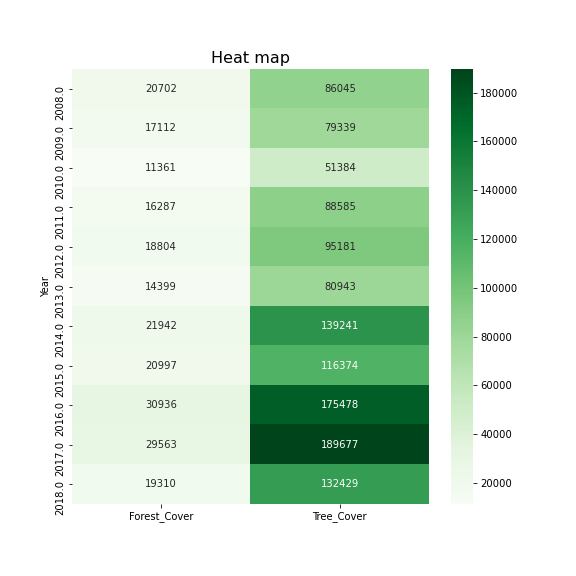 Heat map
Year
2008.0 20702 86045
2009.0 17112 79339
2010.0 11361 51384
2011.0 16287 88585
2012.0 18804 95181
2013.0 14399 80943
2014.0 21942 139241
2015.0 20997 116374
2016.0 30936 175478
2017.0 29563 189677
2018.0 19310 132429
Forest_Cover Tree_Cover
180000
160000
140000
120000
100000
80000
60000
40000
20000